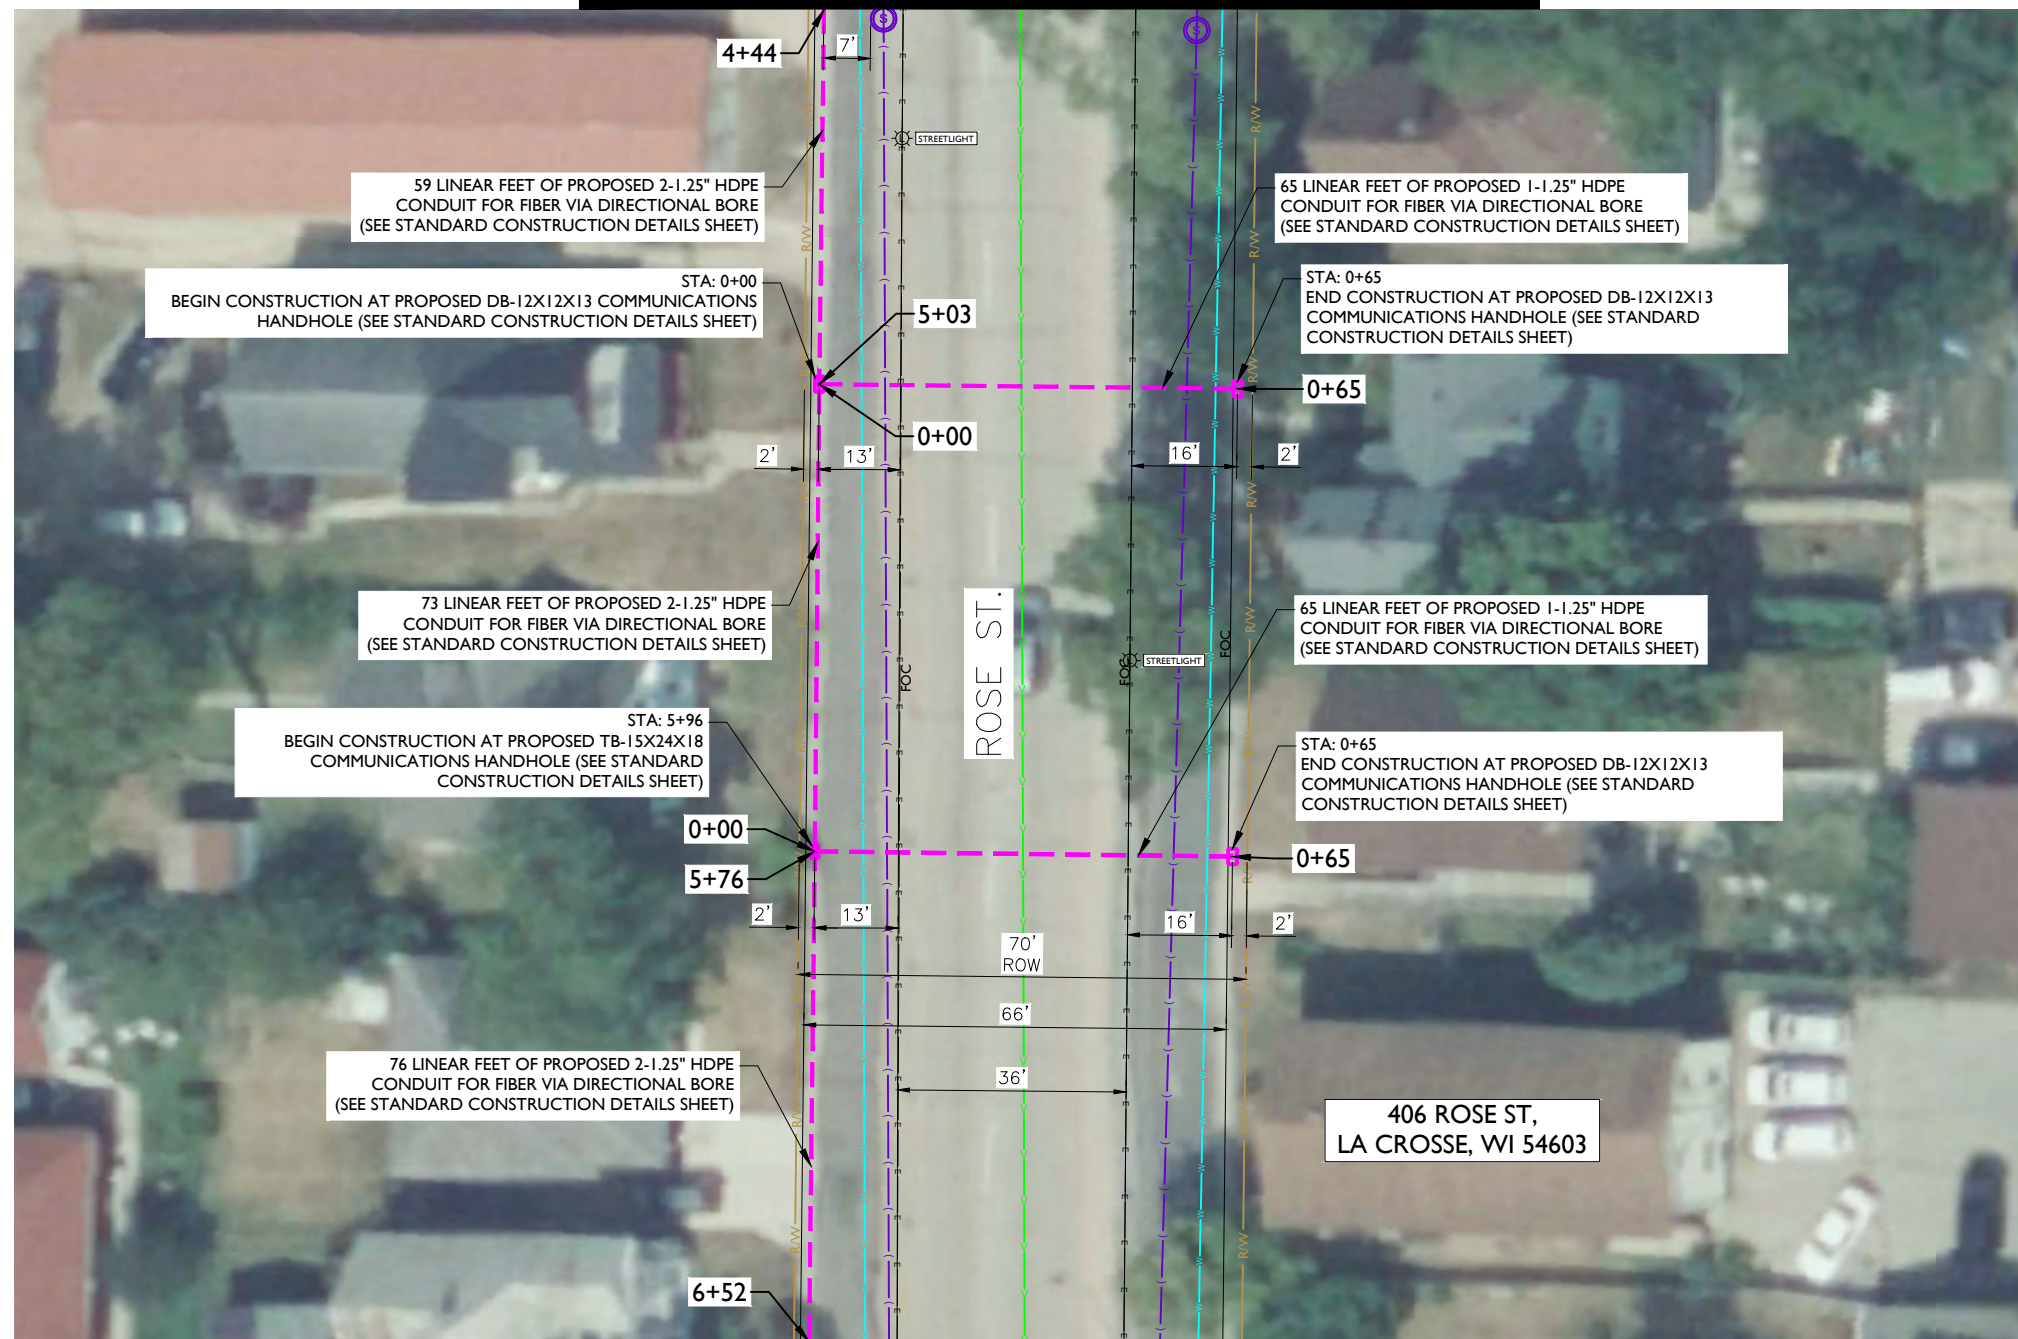 4+44
7'
STREETLIGHT
R/W
R/W
59 LINEAR FEET OF PROPOSED 2-1.25" HDPE
CONDUIT FOR FIBER VIA DIRECTIONAL BORE
(SEE STANDARD CONSTRUCTION DETAILS SHEET)
65 LINEAR FEET OF PROPOSED 1-1.25" HDPE
CONDUIT FOR FIBER VIA DIRECTIONAL BORE
(SEE STANDARD CONSTRUCTION DETAILS SHEET)
R/W
R/W
STA: 0+00
BEGIN CONSTRUCTION AT PROPOSED DB-12X12X13 COMMUNICATIONS
HANDHOLE (SEE STANDARD CONSTRUCTION DETAILS SHEET)
STA: 0+65
END CONSTRUCTION AT PROPOSED DB-12X12X13
COMMUNICATIONS HANDHOLE (SEE STANDARD
CONSTRUCTION DETAILS SHEET)
5+03
0+65
R/W
0+00
2'
13'
16'
2'
R/W
R/W
73 LINEAR FEET OF PROPOSED 2-1.25" HDPE
CONDUIT FOR FIBER VIA DIRECTIONAL BORE
(SEE STANDARD CONSTRUCTION DETAILS SHEET)
65 LINEAR FEET OF PROPOSED 1-1.25" HDPE
CONDUIT FOR FIBER VIA DIRECTIONAL BORE
(SEE STANDARD CONSTRUCTION DETAILS SHEET)
R/W
R/W
FOC
ROSE ST.
FOC
STREETLIGHT
FOC
STA: 5+96
BEGIN CONSTRUCTION AT PROPOSED TB-15X24X18
COMMUNICATIONS HANDHOLE (SEE STANDARD
CONSTRUCTION DETAILS SHEET)
STA: 0+65
END CONSTRUCTION AT PROPOSED DB-12X12X13
COMMUNICATIONS HANDHOLE (SEE STANDARD
CONSTRUCTION DETAILS SHEET)
0+00
5+76
0+65
2'
13'
16'
2'
70'
ROW
66'
36'
76 LINEAR FEET OF PROPOSED 2-1.25" HDPE
CONDUIT FOR FIBER VIA DIRECTIONAL BORE
(SEE STANDARD CONSTRUCTION DETAILS SHEET)
406 ROSE ST,
LA CROSSE, WI 54603
R/W
R/W
6+52